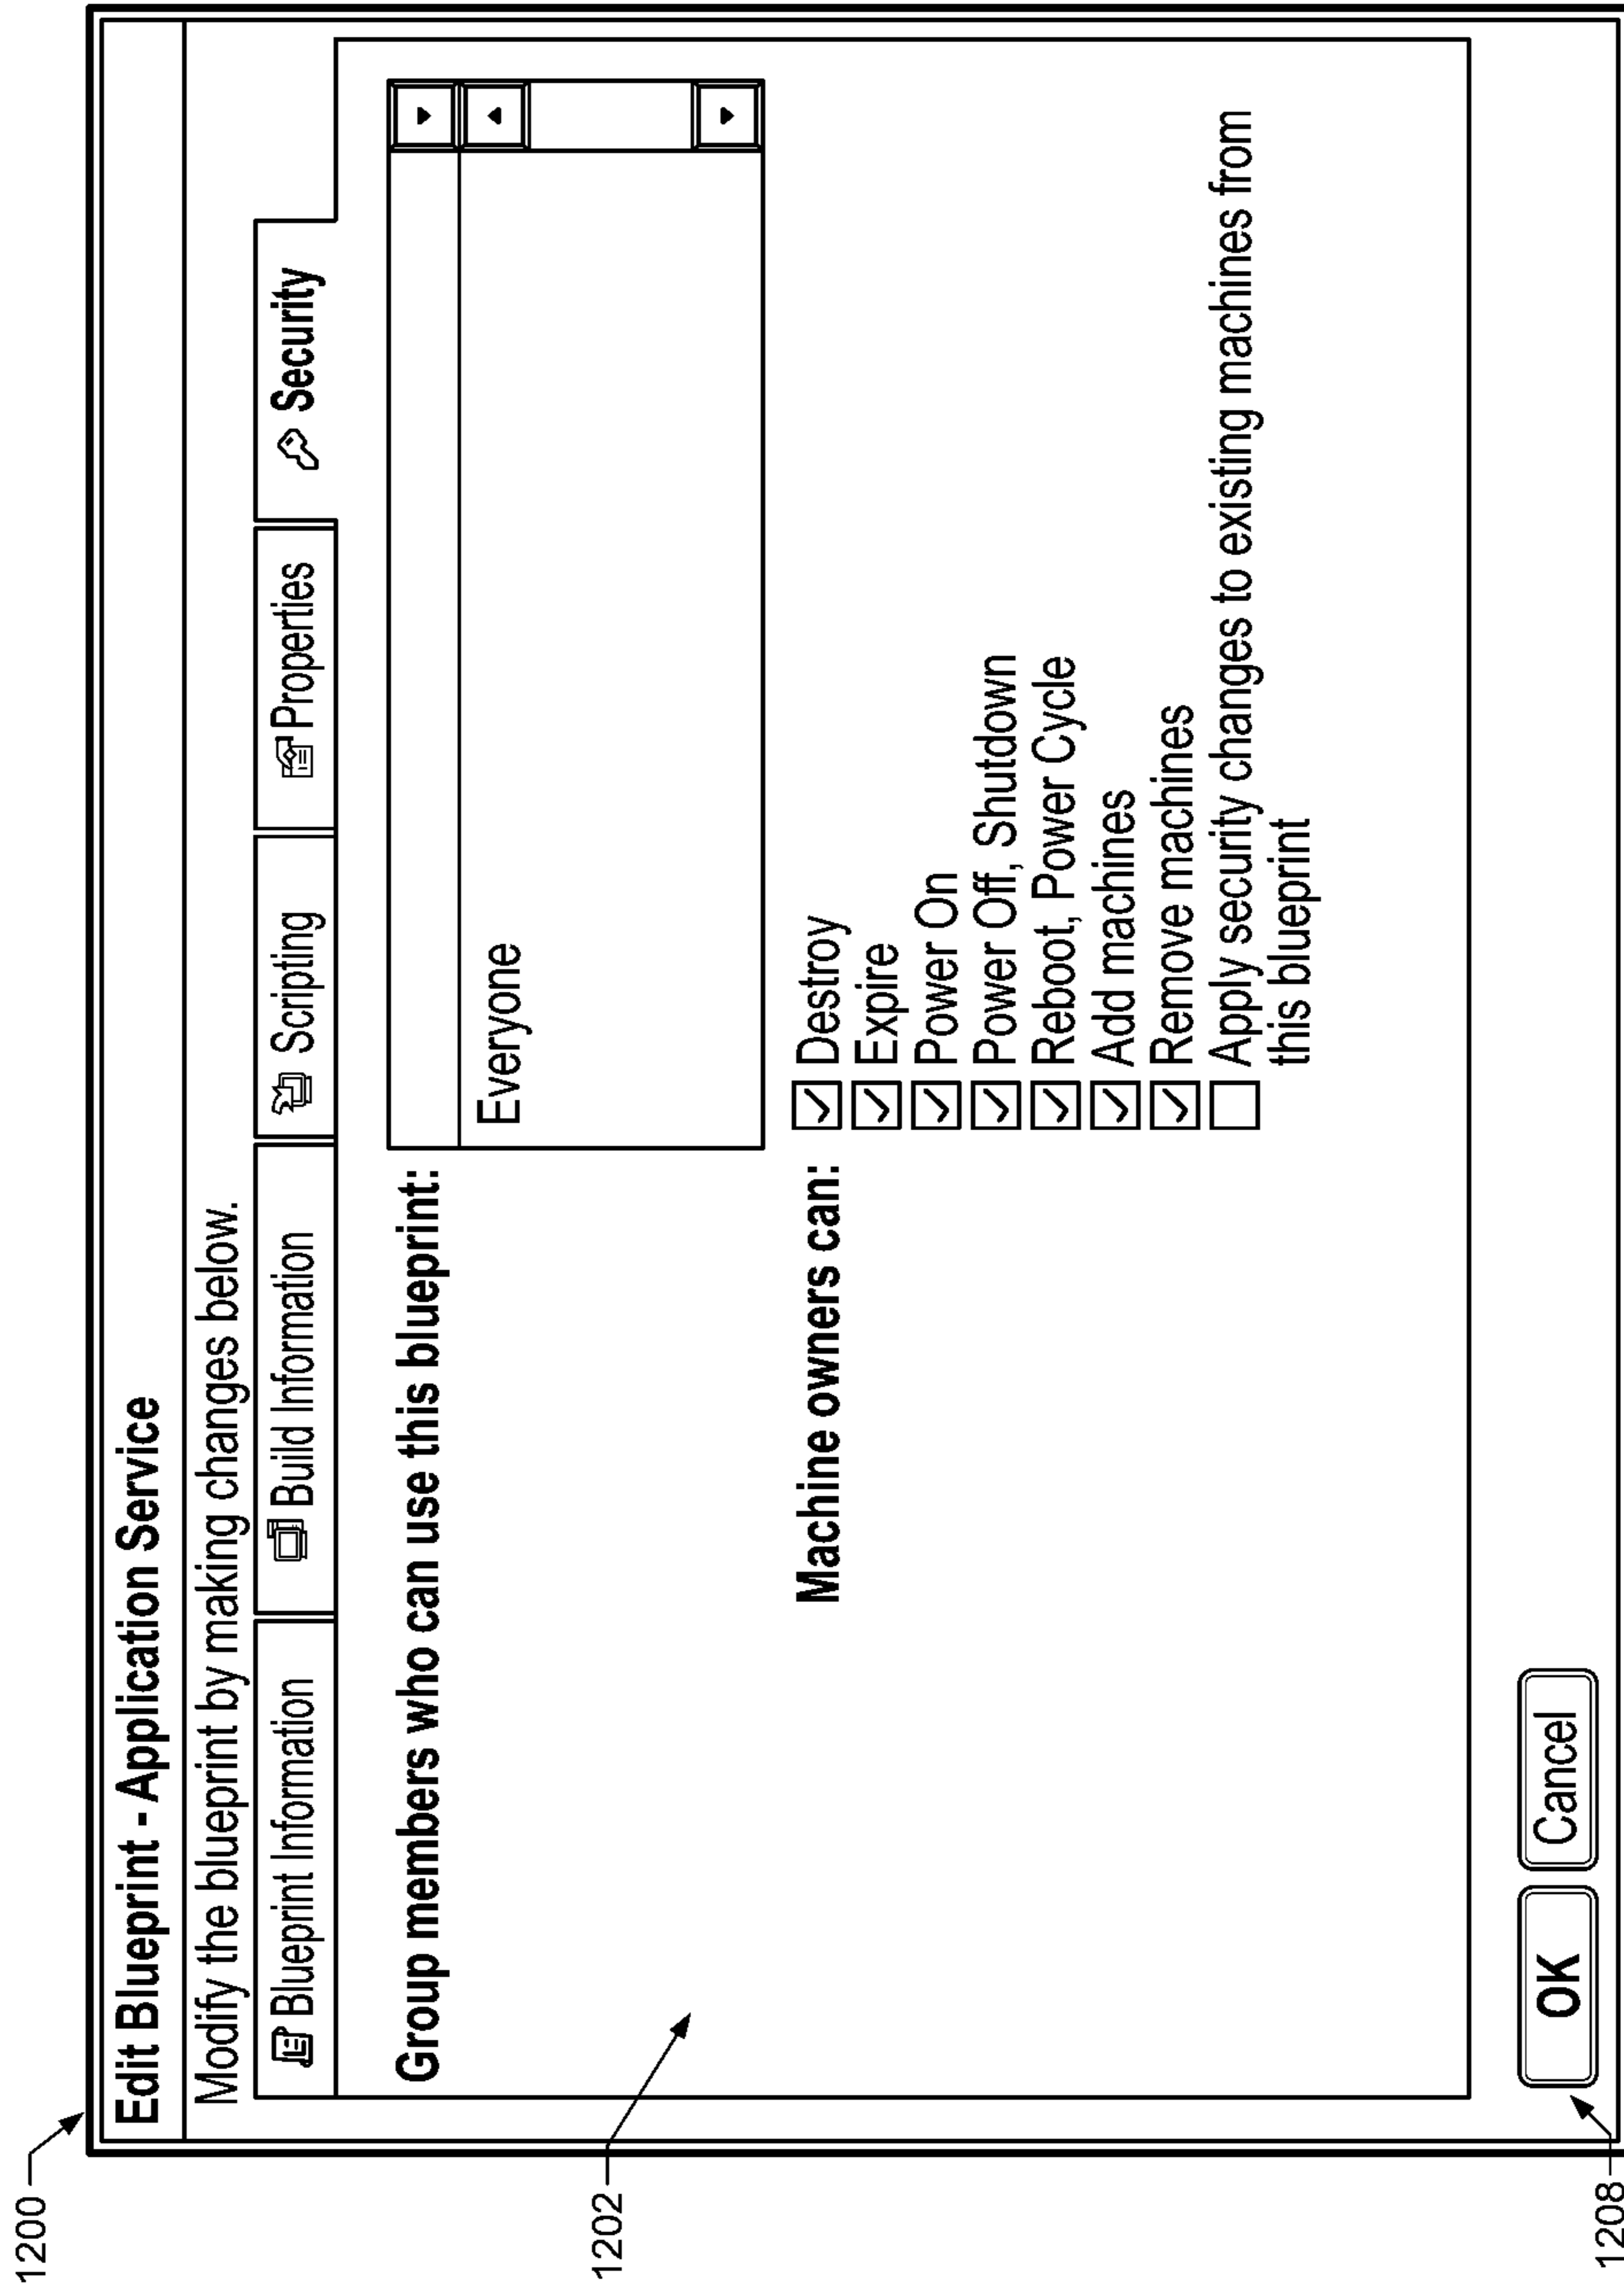 1200
Edit Blueprint - Application Service
Modify the blueprint by making changes below.
Blueprint Information
Build Information
Scripting
Properties
Security
1202
Group members who can use this blueprint:
Everyone
Machine owners can:
Destroy
Expire
Power On
Power Off, Shutdown
Reboot, Power Cycle
Add machines
Remove machines
Apply security changes to existing machines from
this blueprint
1208
OK
Cancel